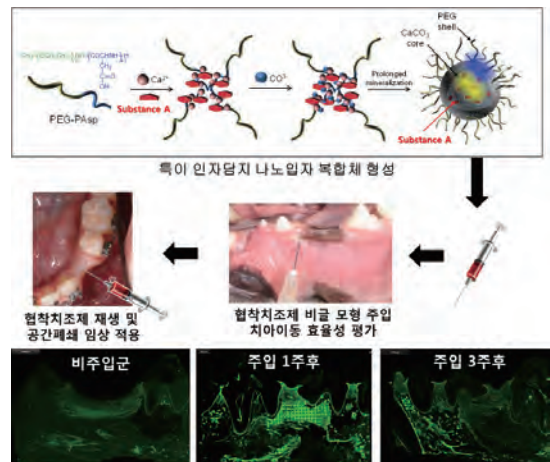 PEG-PAsp
Ca²⁺
Substance A
CO³
Prolonged
mineralization
CaCO₃
core
PEG
shell
Substance A
특이 인자담지 나노입자 복합체 형성
협착치조제 재생 및
공간폐쇄 임상 적용
협착치조제 비글 모형 주입
치아이동 효율성 평가
비주입군
주입 1주후
주입 3주후